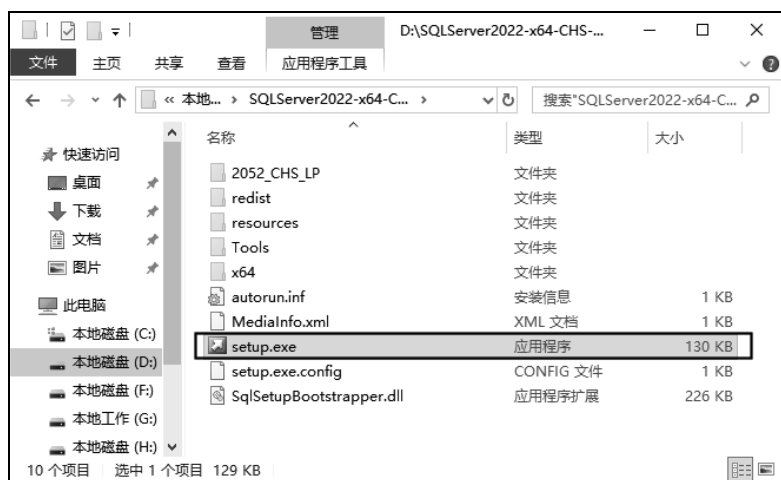 管理 D:\SQLServer2022-x64-CHS-...
文件 主页 共享 查看 应用程序工具
« 本地... › SQLServer2022-x64-C... › 搜索"SQLServer2022-x64-C...
名称 类型 大小
快速访问
桌面
下载
文档
图片
此电脑
本地磁盘 (C:)
本地磁盘 (D:)
本地磁盘 (F:)
本地工作 (G:)
本地磁盘 (H:)
2052_CHS_LP 文件夹
redist 文件夹
resources 文件夹
Tools 文件夹
x64 文件夹
autorun.inf 安装信息 1 KB
MediaInfo.xml XML 文档 1 KB
setup.exe 应用程序 130 KB
setup.exe.config CONFIG 文件 1 KB
SqlSetupBootstrapper.dll 应用程序扩展 226 KB
10 个项目 选中 1 个项目 129 KB